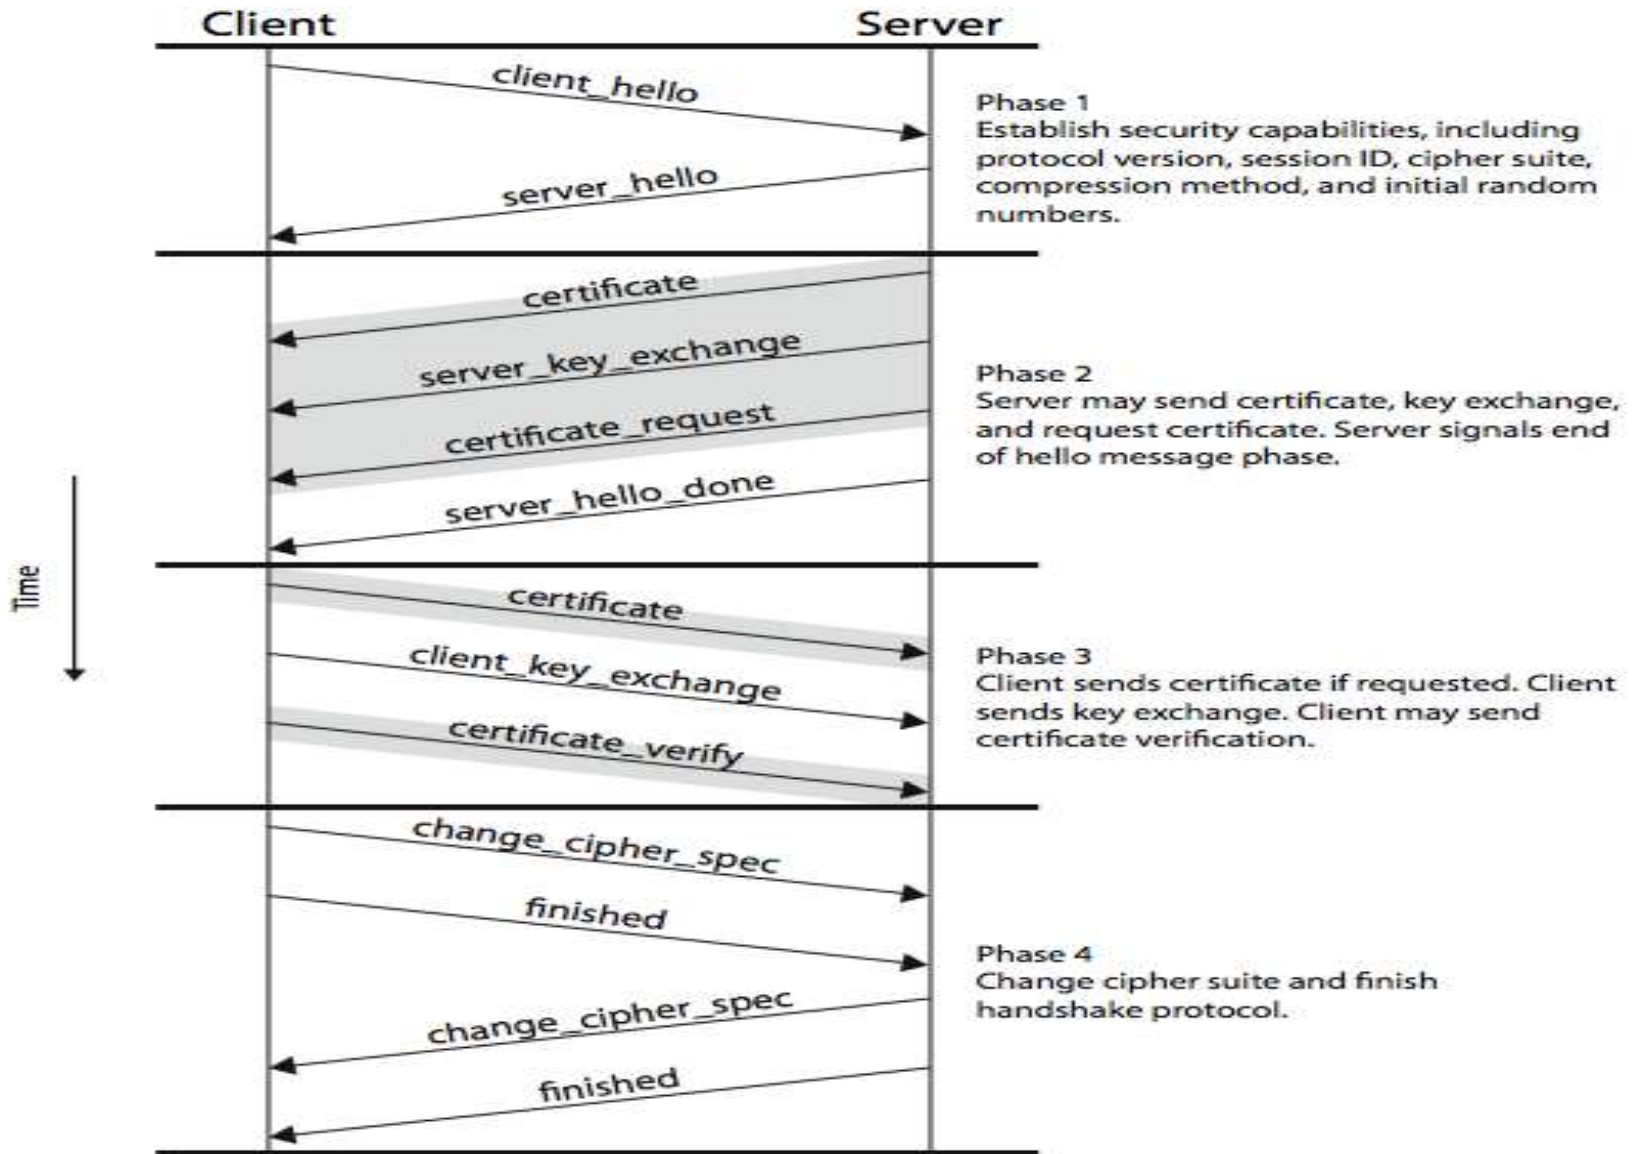 Client
Server
client_hello
Phase 1
Establish security capabilities, including
protocol version, session ID, cipher suite,
compression method, and initial random
numbers.
server_hello
certificate
server_key_exchange
Phase 2
Server may send certificate, key exchange,
and request certificate. Server signals end
of hello message phase.
certificate_request
server_hello_done
Time
certificate
client_key_exchange
Phase 3
Client sends certificate if requested. Client
sends key exchange. Client may send
certificate verification.
certificate_verify
change_cipher_spec
finished
Phase 4
Change cipher suite and finish
handshake protocol.
change_cipher_spec
finished